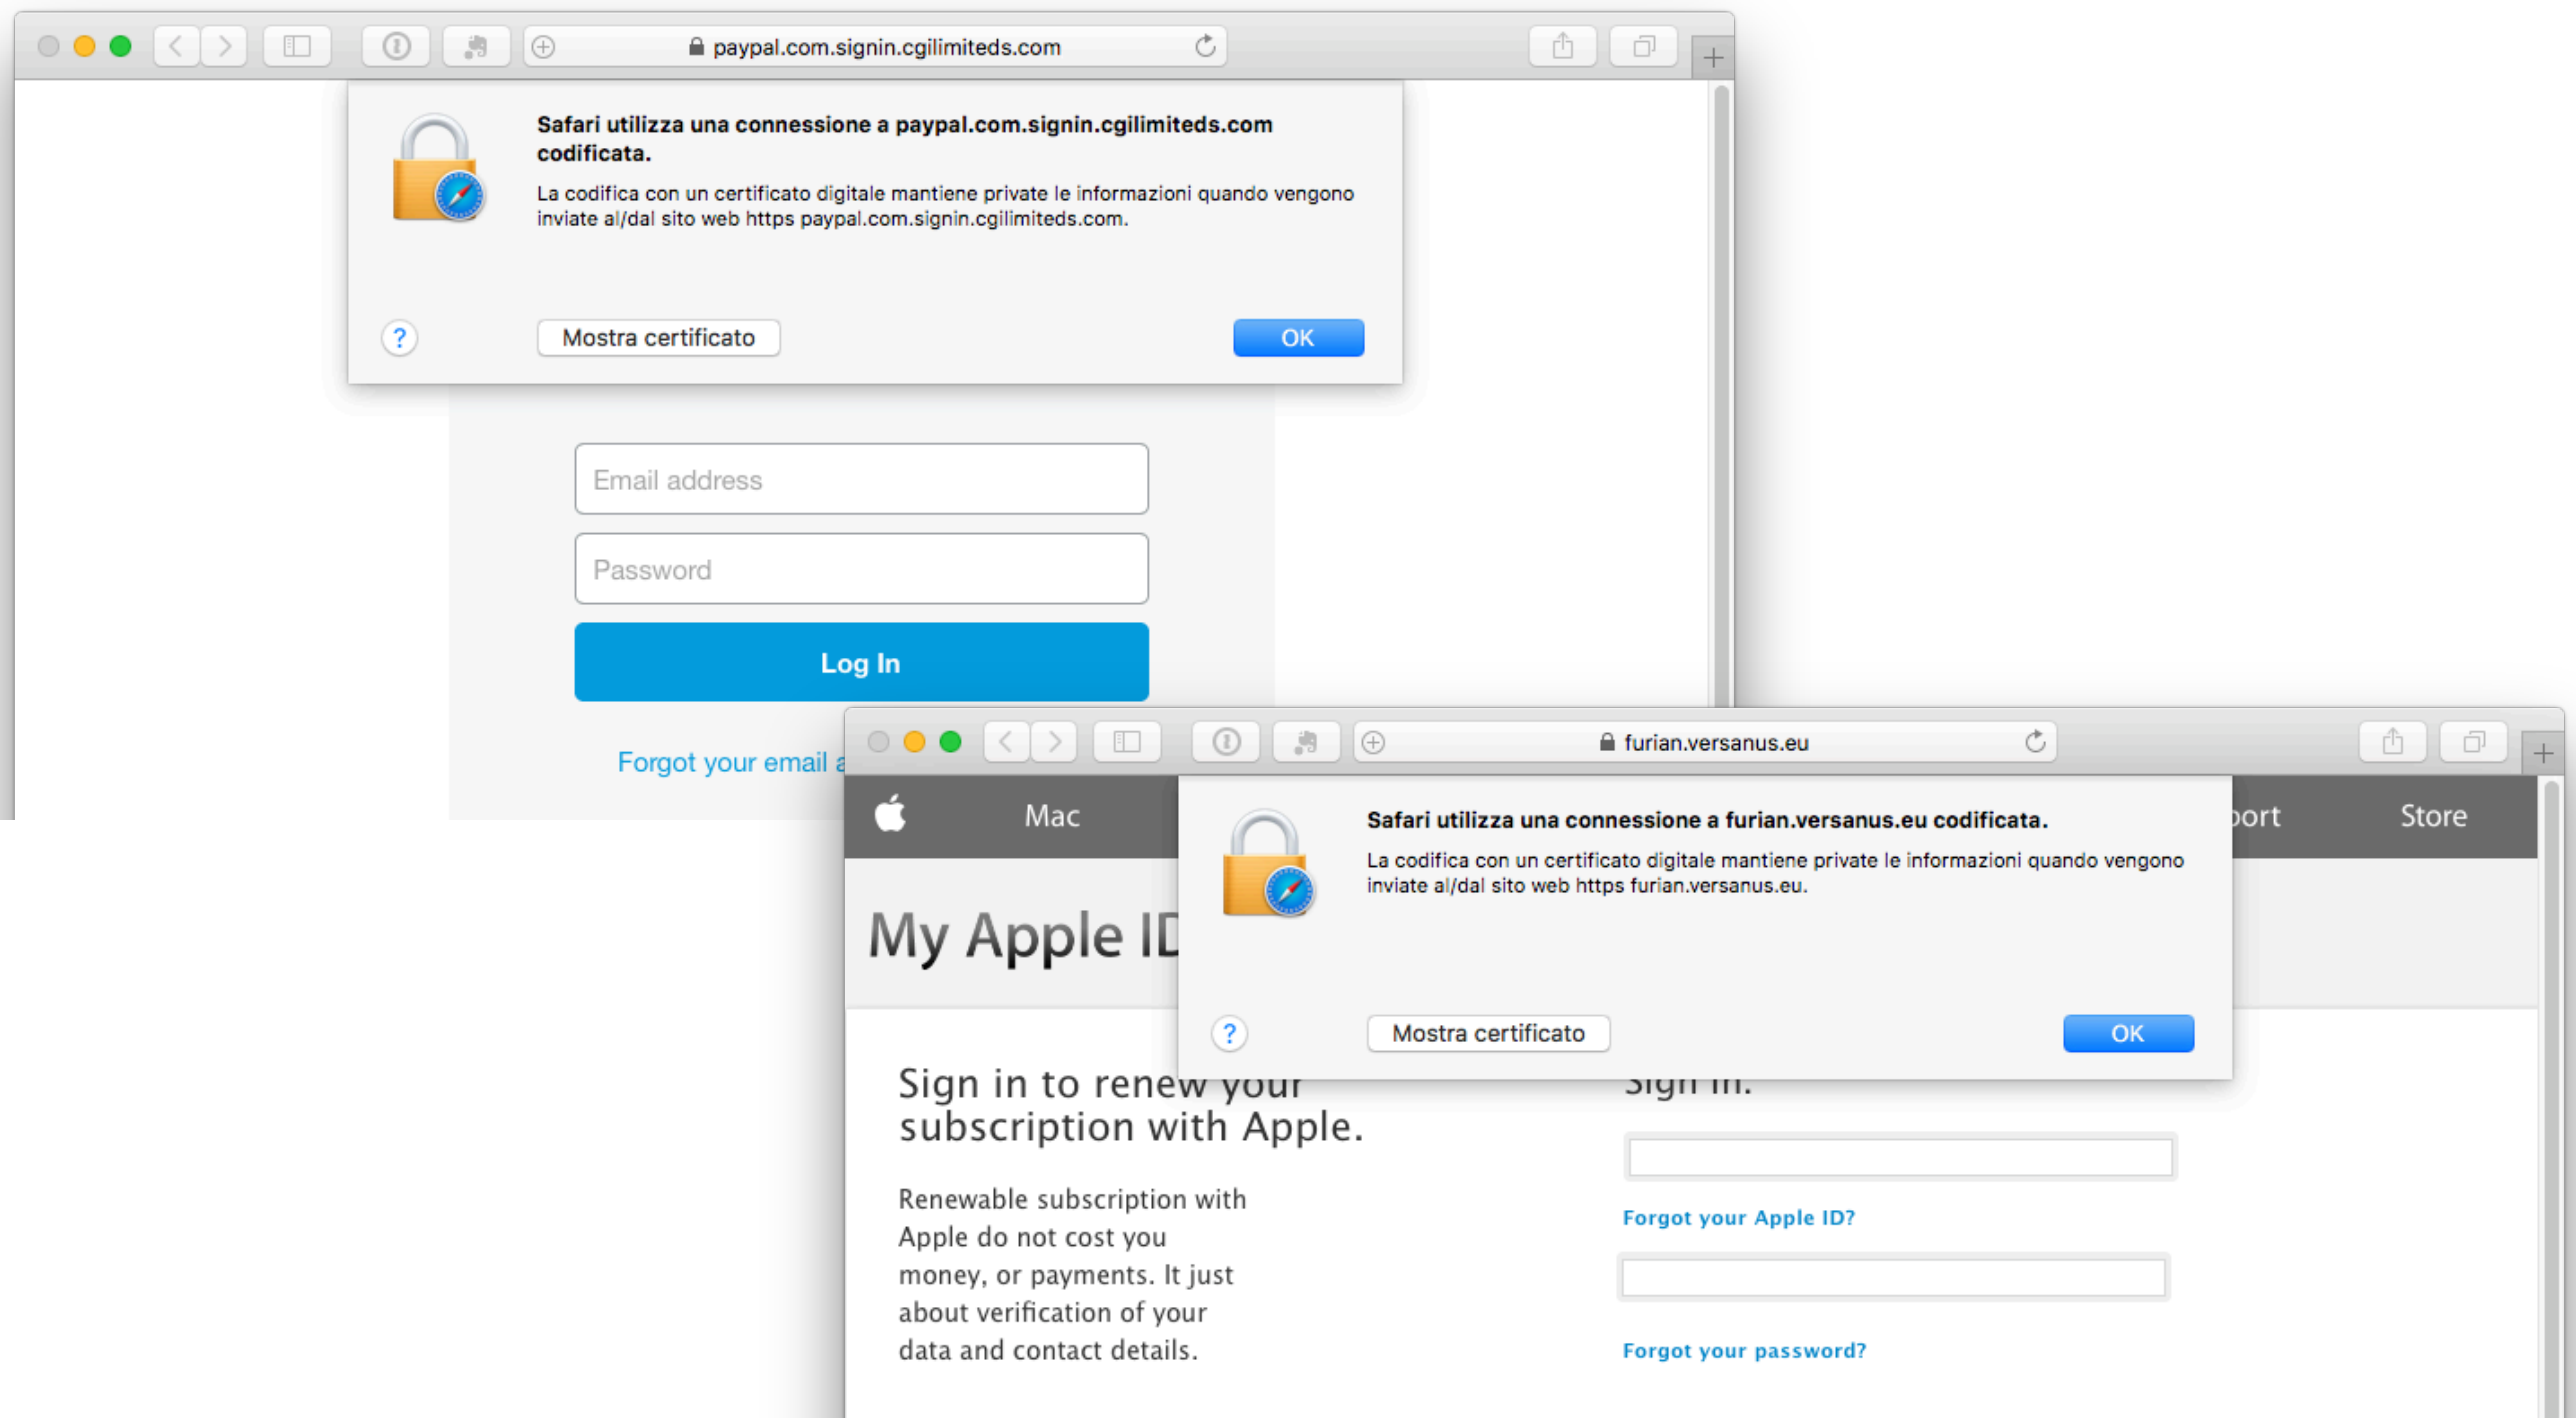 paypal.com.signin.cgilimiteds.com
Safari utilizza una connessione a paypal.com.signin.cgilimiteds.com
codificata.
La codifica con un certificato digitale mantiene private le informazioni quando vengono
inviate al/dal sito web https paypal.com.signin.cgilimiteds.com.
?
Mostra certificato
OK
Email address
Password
Log In
Forgot your email
furian.versanus.eu
Mac
Store
Safari utilizza una connessione a furian.versanus.eu codificata.
La codifica con un certificato digitale mantiene private le informazioni quando vengono
inviate al/dal sito web https furian.versanus.eu.
?
Mostra certificato
OK
My Apple ID
Sign in to renew your
subscription with Apple.
Renewable subscription with
Apple do not cost you
money, or payments. It just
about verification of your
data and contact details.
Sign in.
Forgot your Apple ID?
Forgot your password?